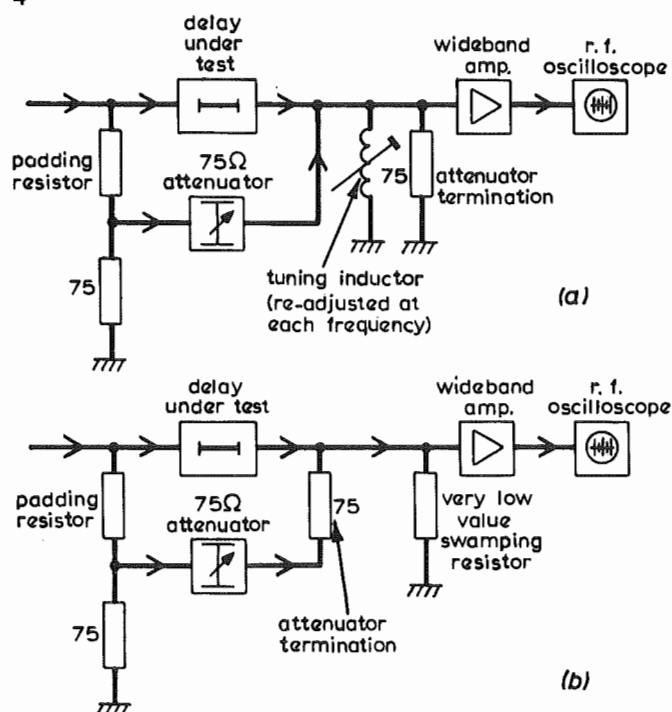 delay
under
test
wideband
amp.
r.f.
oscilloscope
padding
resistor
75Ω
attenuator
75
attenuator
termination
75
tuning inductor
(re-adjusted at
each frequency)
(a)
delay
under test
wideband
amp.
r.f.
oscilloscope
padding
resistor
75Ω
attenuator
75
very low
value
swamping
resistor
75
attenuator
termination
(b)